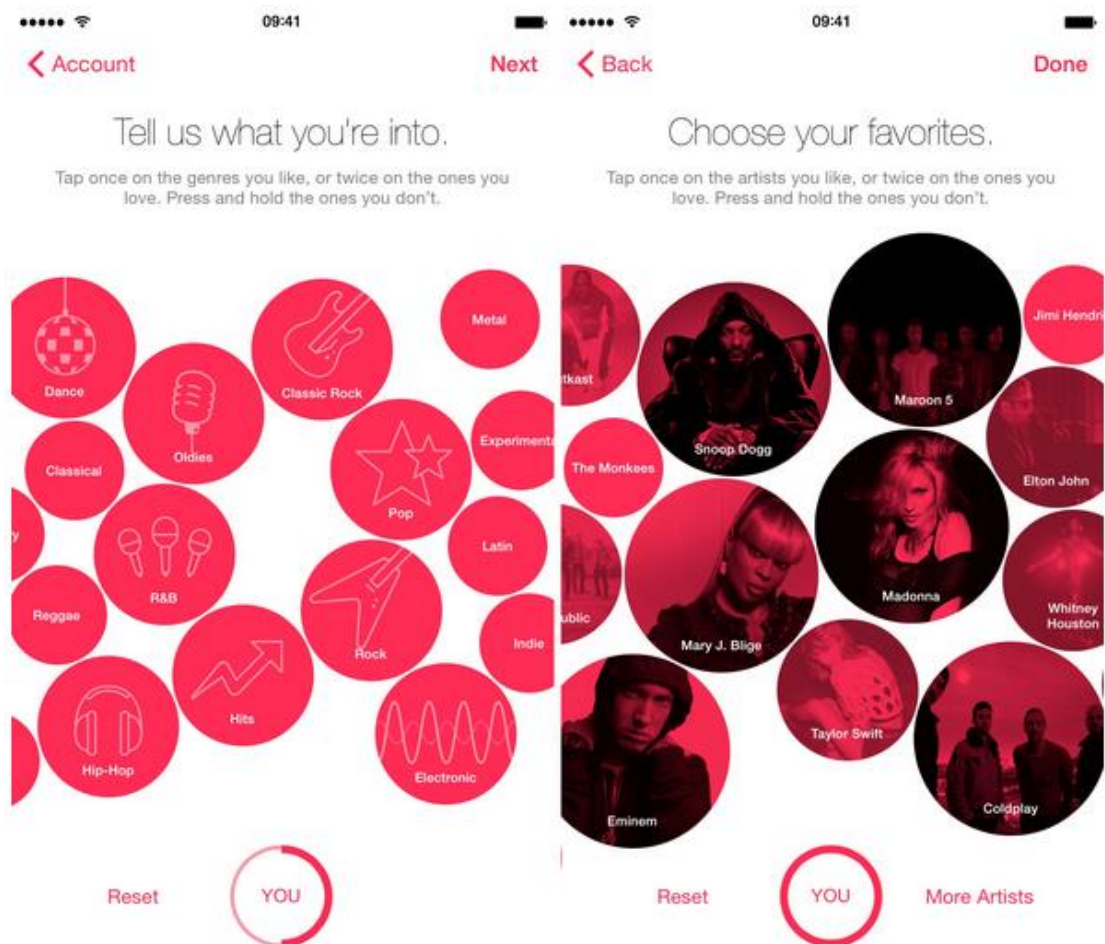 09:41
Account
Next
Tell us what you're into.
Tap once on the genres you like, or twice on the ones you
love. Press and hold the ones you don't.
Metal
Dance
Classic Rock
Oldies
Experimenta
Classical
Pop
y
Latin
R&B
Reggae
Rock
Indie
Hits
Hip-Hop
Electronic
Reset
YOU
09:41
Back
Done
Choose your favorites.
Tap once on the artists you like, or twice on the ones you
love. Press and hold the ones you don't.
Jimi Hendri
tkast
Maroon 5
Snoop Dogg
The Monkees
Elton John
Madonna
ublic
Whitney
Houston
Mary J. Blige
Taylor Swift
Coldplay
Eminem
Reset
YOU
More Artists